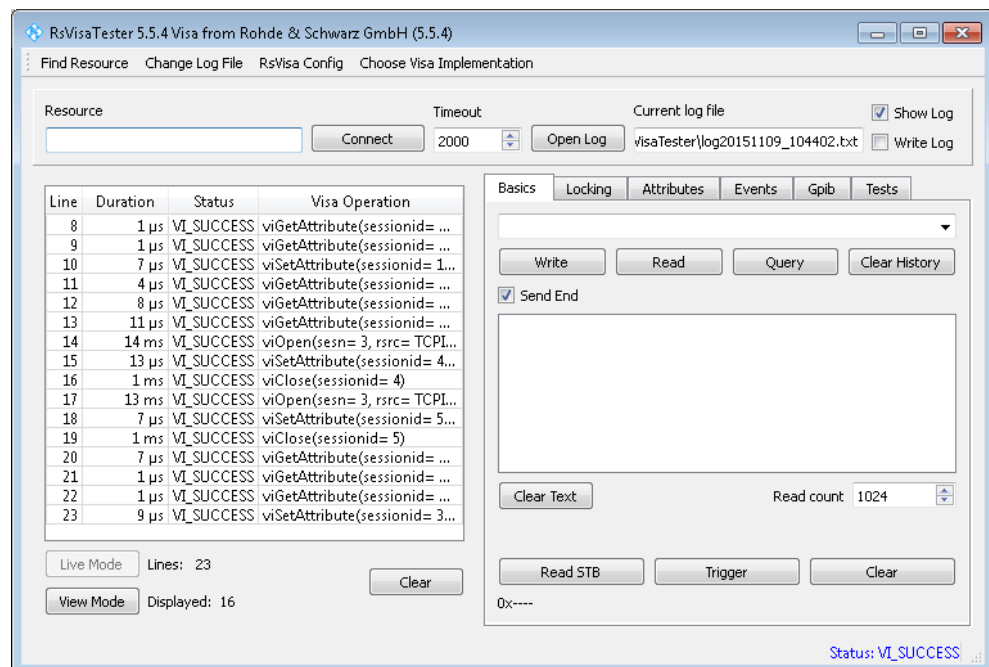 RsVisaTester 5.5.4 Visa from Rohde & Schwarz GmbH (5.5.4)
Find Resource Change Log File RsVisa Config Choose Visa Implementation
Resource Timeout Current log file Show Log
Connect 2000 Open Log visaTester\log20151109_104402.txt Write Log
Basics Locking Attributes Events Gpib Tests
Line Duration Status Visa Operation
8 1 µs VI_SUCCESS viGetAttribute(sessionid= ...
9 1 µs VI_SUCCESS viGetAttribute(sessionid= ...
10 7 µs VI_SUCCESS viSetAttribute(sessionid= 1...
11 4 µs VI_SUCCESS viGetAttribute(sessionid= ...
12 8 µs VI_SUCCESS viGetAttribute(sessionid= ...
13 11 µs VI_SUCCESS viGetAttribute(sessionid= ...
14 14 ms VI_SUCCESS viOpen(sesn= 3, rsrc= TCPI...
15 13 µs VI_SUCCESS viSetAttribute(sessionid= 4...
16 1 ms VI_SUCCESS viClose(sessionid= 4)
17 13 ms VI_SUCCESS viOpen(sesn= 3, rsrc= TCPI...
18 7 µs VI_SUCCESS viSetAttribute(sessionid= 5...
19 1 ms VI_SUCCESS viClose(sessionid= 5)
20 7 µs VI_SUCCESS viGetAttribute(sessionid= ...
21 1 µs VI_SUCCESS viGetAttribute(sessionid= ...
22 1 µs VI_SUCCESS viGetAttribute(sessionid= ...
23 9 µs VI_SUCCESS viSetAttribute(sessionid= 3...
Live Mode Lines: 23
Clear
View Mode Displayed: 16
Write Read Query Clear History
Send End
Clear Text Read count 1024
Read STB Trigger Clear
0x----
Status: VI_SUCCESS